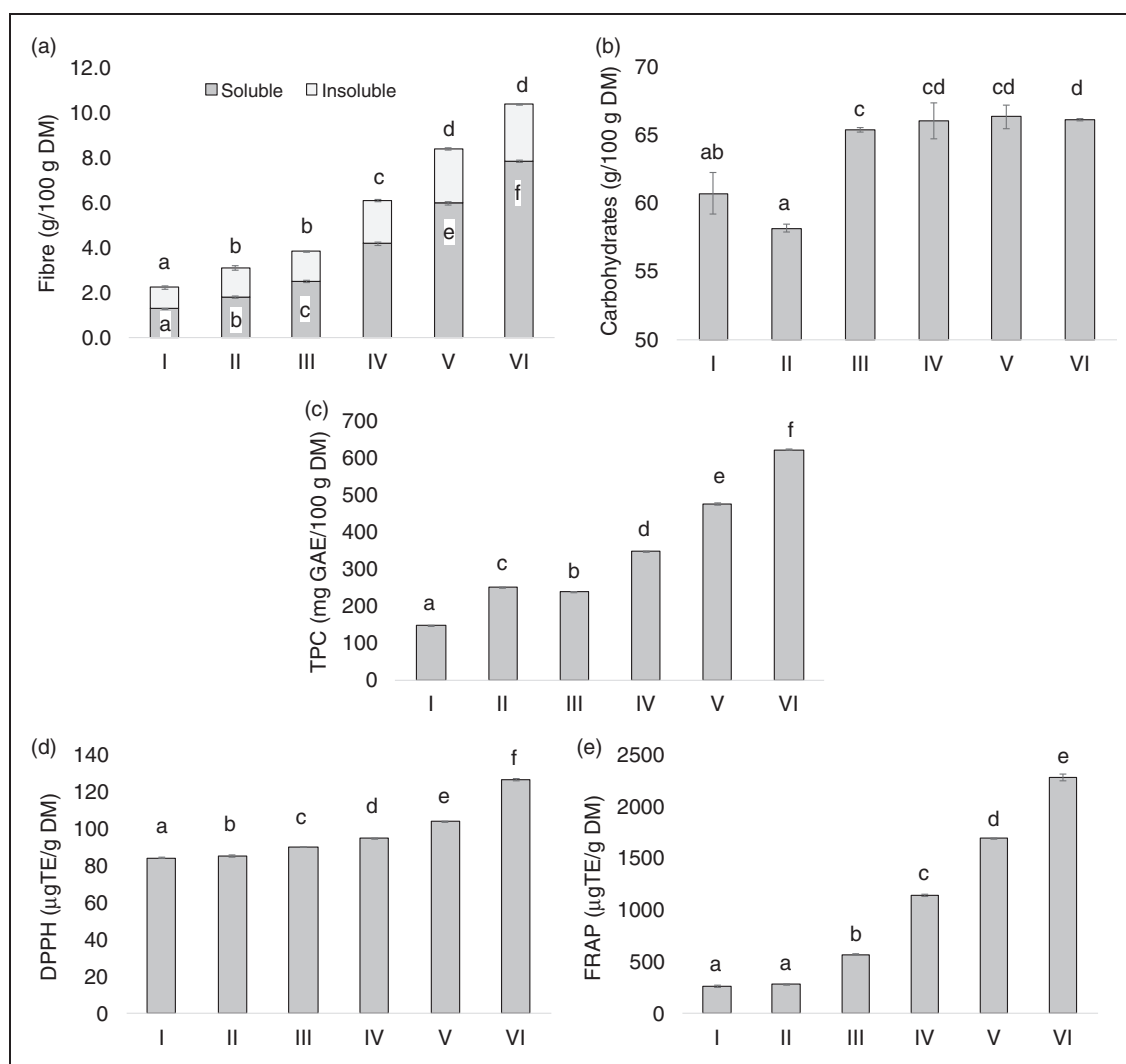 (a)
Fibre (g/100 g DM)
12.0
10.0
8.0
6.0
4.0
2.0
0.0
Soluble Insoluble
a b b c d d
a b c e f
I II III IV V VI
(b)
Carbohydrates (g/100 g DM)
70
65
60
55
50
ab a c cd cd d
I II III IV V VI
(c)
TPC (mg GAE/100 g DM)
700
600
500
400
300
200
100
0
a c b d e f
I II III IV V VI
(d)
DPPH (µgTE/g DM)
140
120
100
80
60
40
20
0
a b c d e f
I II III IV V VI
(e)
FRAP (µgTE/g DM)
2500
2000
1500
1000
500
0
a a b c d e
I II III IV V VI